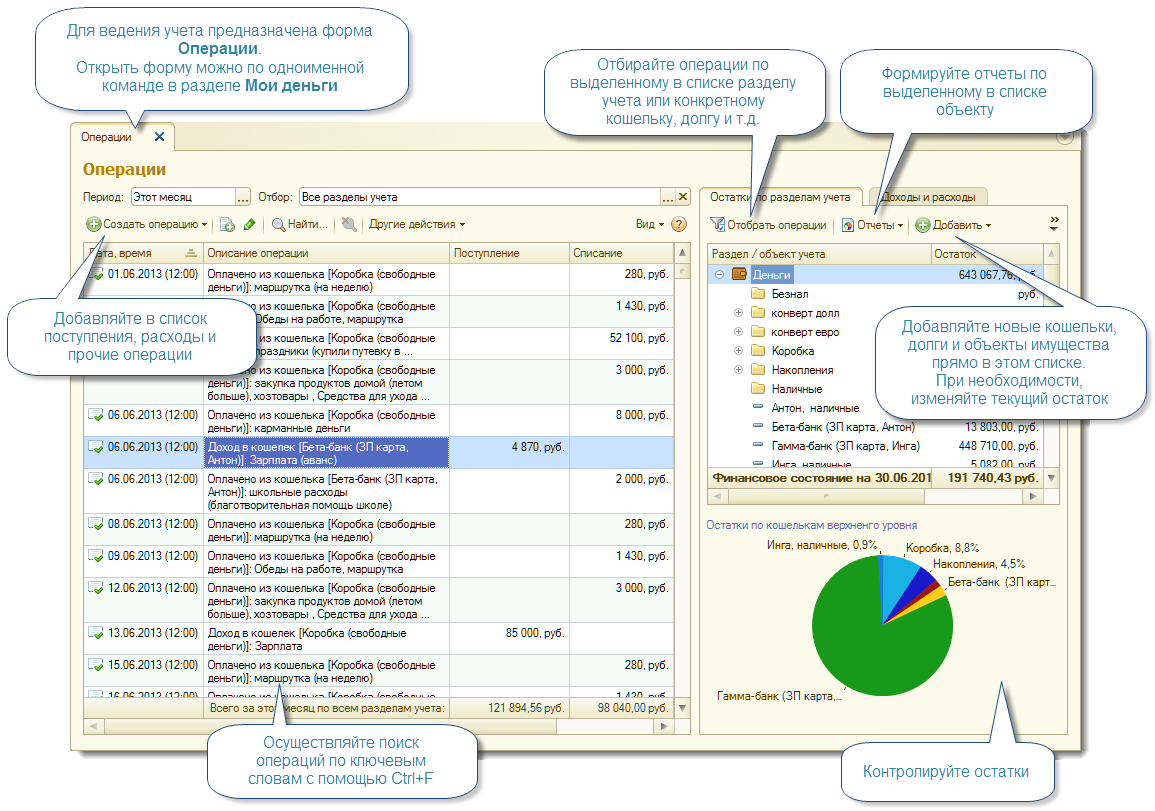 Для ведения учета предназначена форма
Операции.
Открыть форму можно по одноименной
команде в разделе Мои деньги
Отбирайте операции по
выделенному в списке разделу
учета или конкретному
кошельку, долгу и т.д.
Формируйте отчеты по
выделенному в списке
объекту
Операции
Операции
Период: Этот месяц ... Отбор: Все разделы учета ...
Создать операцию Найти... Другие действия Вид
Дата, время Описание операции Поступление Списание
01.06.2013 (12:00) Оплачено из кошелька [Коробка (свободные 280, руб.
деньги)]: маршрутка (на неделю)
из кошелька [Коробка (свободные 1 430, руб.
Обеды на работе, маршрутка
из кошелька [Коробка (свободные 52 100, руб.
праздники (купили путевку в ...
Оплачено из кошелька [Коробка (свободные 3 000, руб.
деньги)]: закупка продуктов домой (летом
больше), хозтовары , Средства для ухода ...
06.06.2013 (12:00) Оплачено из кошелька [Коробка (свободные 8 000, руб.
деньги)]: карманные деньги
06.06.2013 (12:00) Доход в кошелек [Бета-банк (ЗП карта, 4 870, руб.
Антон)]: Зарплата (аванс)
06.06.2013 (12:00) Оплачено из кошелька [Бета-банк (ЗП карта, 2 000, руб.
Антон)]: школьные расходы
(благотворительная помощь школе)
08.06.2013 (12:00) Оплачено из кошелька [Коробка (свободные 280, руб.
деньги)]: маршрутка (на неделю)
09.06.2013 (12:00) Оплачено из кошелька [Коробка (свободные 1 430, руб.
деньги)]: Обеды на работе, маршрутка
12.06.2013 (12:00) Оплачено из кошелька [Коробка (свободные 3 000, руб.
деньги)]: закупка продуктов домой (летом
больше), хозтовары , Средства для ухода ...
13.06.2013 (12:00) Доход в кошелек [Коробка (свободные 85 000, руб.
деньги)]: Зарплата
15.06.2013 (12:00) Оплачено из кошелька [Коробка (свободные 280, руб.
деньги)]: маршрутка (на неделю)
16.06.2013 (12:00) Оплачено из кошелька [Коробка (свободные 1 430, руб.
Всего за этот месяц по всем разделам учета: 121 894,56 руб. 98 040,00 руб.
Добавляйте в список
поступления, расходы и
прочие операции
Осуществляйте поиск
операций по ключевым
словам с помощью Ctrl+F
Остатки по разделам учета Доходы и расходы
Отобрать операции Отчеты Добавить
Раздел / объект учета Остаток
Деньги 643 067,76, руб.
Безнал руб.
конверт долл
конверт евро
Коробка
Накопления
Наличные
Антон, наличные
Бета-банк (ЗП карта, Антон) 13 803,00, руб.
Гамма-банк (ЗП карта, Инга) 448 710,00, руб.
Инга, наличные 5 082,00, руб.
Финансовое состояние на 30.06.201 191 740,43 руб.
Добавляйте новые кошельки,
долги и объекты имущества
прямо в этом списке.
При необходимости,
изменяйте текущий остаток
Остатки по кошелькам верхненго уровня
Инга, наличные, 0,9%
Коробка, 8,8%
Накопления, 4,5%
Бета-банк (ЗП карт...
Гамма-банк (ЗП карта,...
Контролируйте остатки